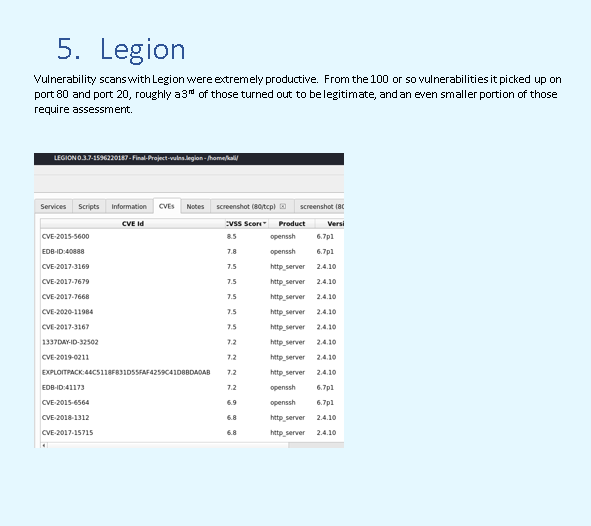 5. Legion
Vulnerability scans with Legion were extremely productive. From the 100 or so vulnerabilities it picked up on
port 80 and port 20, roughly a 3rd of those turned out to be legitimate, and an even smaller portion of those
require assessment.
LEGION 0.3.7-1596220187 - Final-Project-vulns.legion - /home/kali/
Services Scripts Information CVEs Notes screenshot (80/tcp) screenshot (80
CVE Id CVSS Score Product Versi
CVE-2015-5600 8.5 openssh 6.7p1
EDB-ID:40888 7.8 openssh 6.7p1
CVE-2017-3169 7.5 http_server 2.4.10
CVE-2017-7679 7.5 http_server 2.4.10
CVE-2017-7668 7.5 http_server 2.4.10
CVE-2020-11984 7.5 http_server 2.4.10
CVE-2017-3167 7.5 http_server 2.4.10
1337DAY-ID-32502 7.2 http_server 2.4.10
CVE-2019-0211 7.2 http_server 2.4.10
EXPLOITPACK:44C5118F831D55FAF4259C41D8BDA0AB 7.2 http_server 2.4.10
EDB-ID:41173 7.2 openssh 6.7p1
CVE-2015-6564 6.9 openssh 6.7p1
CVE-2018-1312 6.8 http_server 2.4.10
CVE-2017-15715 6.8 http_server 2.4.10